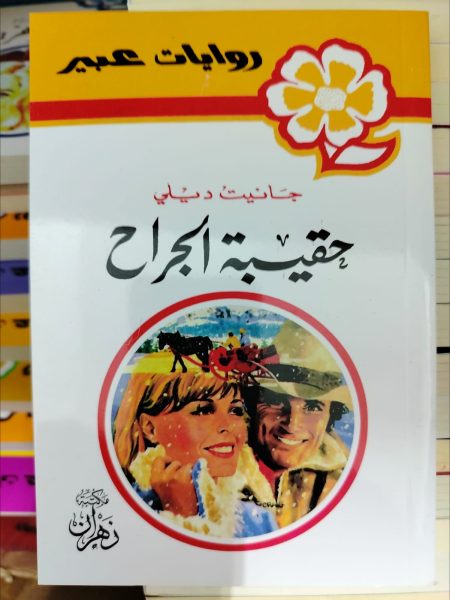 روايات عبير
جانيت ديلي
حقيبة الجراح
مكتبة
زهران